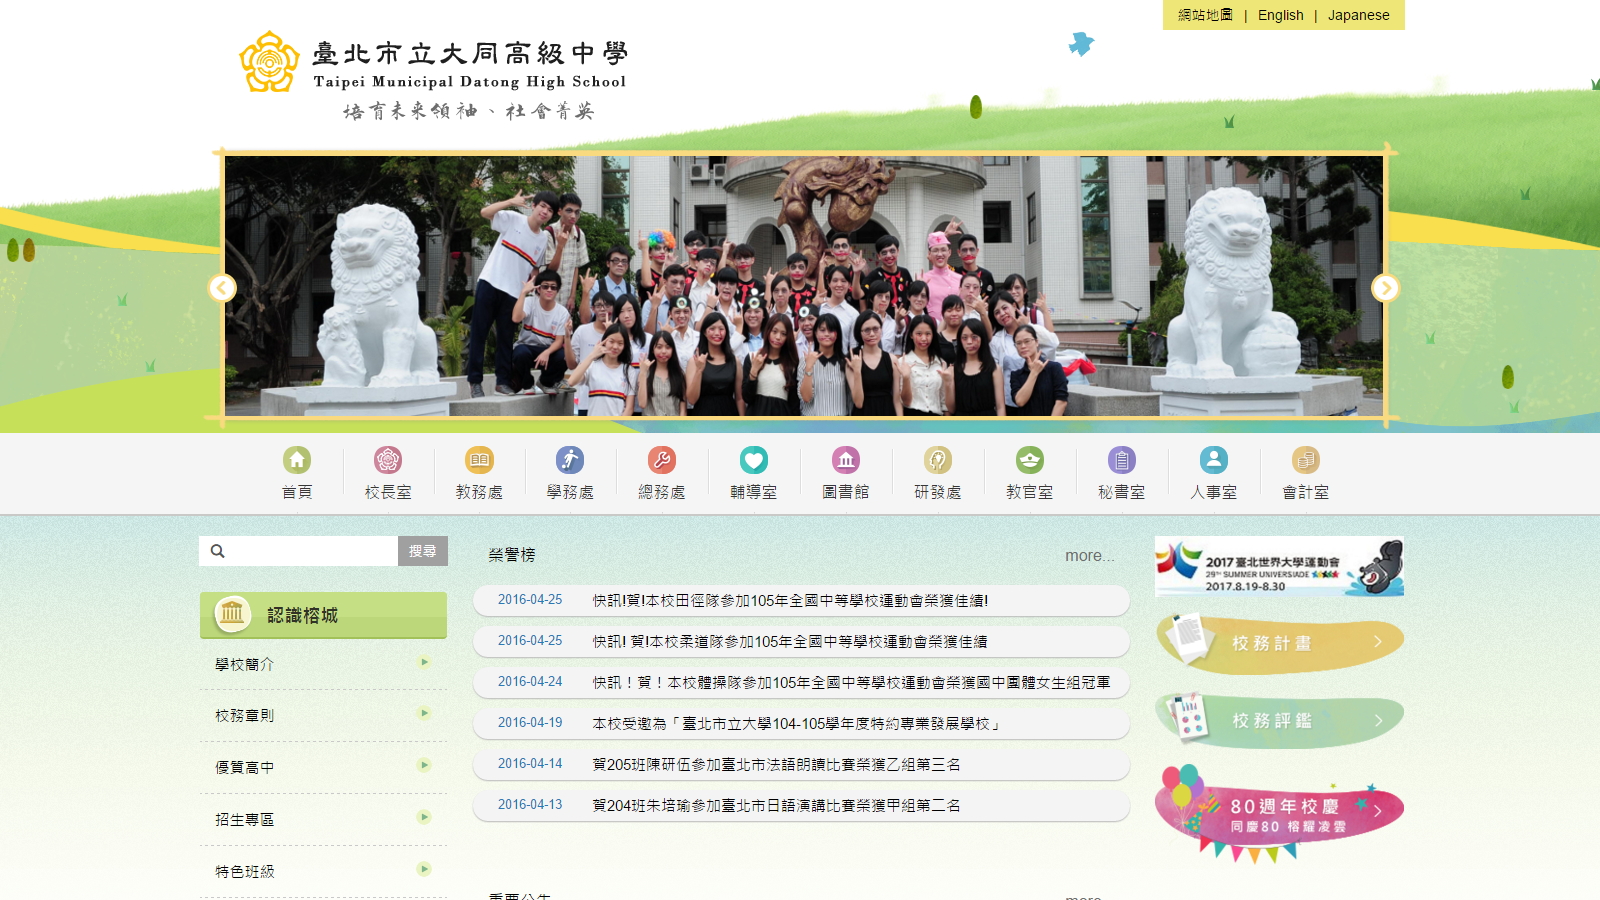 網站地圖 | English | Japanese
臺北市立大同高級中學
Taipei Municipal Datong High School
培育未來領袖、社會菁英
首頁
校長室
教務處
學務處
總務處
輔導室
圖書館
研發處
教官室
秘書室
人事室
會計室
搜尋
認識榕城
學校簡介
校務章則
優質高中
招生專區
特色班級
榮譽榜 more...
2016-04-25 快訊!賀!本校田徑隊參加105年全國中等學校運動會榮獲佳績!
2016-04-25 快訊! 賀!本校柔道隊參加105年全國中等學校運動會榮獲佳績
2016-04-24 快訊！賀！本校體操隊參加105年全國中等學校運動會榮獲國中團體女生組冠軍
2016-04-19 本校受邀為「臺北市立大學104-105學年度特約專業發展學校」
2016-04-14 賀205班陳研伍參加臺北市法語朗讀比賽榮獲乙組第三名
2016-04-13 賀204班朱培瑜參加臺北市日語演講比賽榮獲甲組第二名
重要公告 more...
2017臺北世界大學運動會
29TH SUMMER UNIVERSIADE
2017.8.19-8.30
校務計畫
校務評鑑
80週年校慶
同慶80 榕耀凌雲